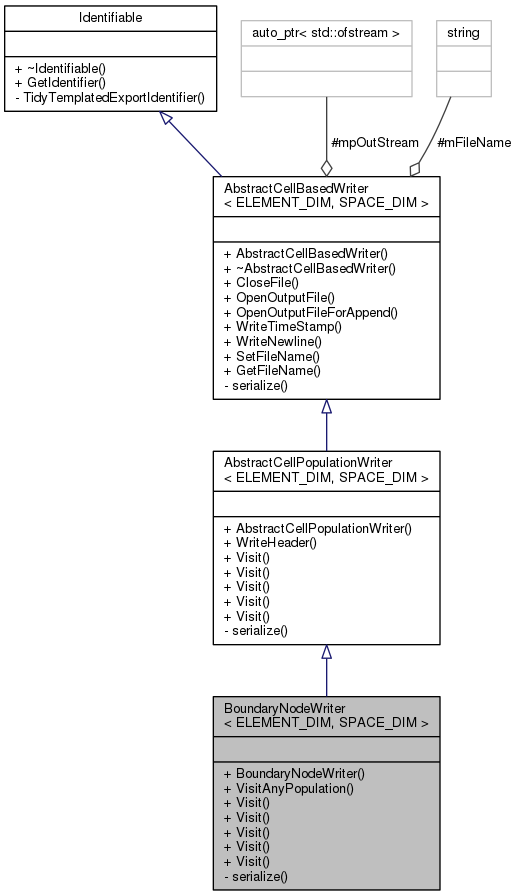 Identifiable
+ ~Identifiable()
+ GetIdentifier()
- TidyTemplatedExportIdentifier()
auto_ptr< std::ofstream >
string
#mpOutStream
#mFileName
AbstractCellBasedWriter
< ELEMENT_DIM, SPACE_DIM >
+ AbstractCellBasedWriter()
+ ~AbstractCellBasedWriter()
+ CloseFile()
+ OpenOutputFile()
+ OpenOutputFileForAppend()
+ WriteTimeStamp()
+ WriteNewline()
+ SetFileName()
+ GetFileName()
- serialize()
AbstractCellPopulationWriter
< ELEMENT_DIM, SPACE_DIM >
+ AbstractCellPopulationWriter()
+ WriteHeader()
+ Visit()
+ Visit()
+ Visit()
+ Visit()
+ Visit()
- serialize()
BoundaryNodeWriter
< ELEMENT_DIM, SPACE_DIM >
+ BoundaryNodeWriter()
+ VisitAnyPopulation()
+ Visit()
+ Visit()
+ Visit()
+ Visit()
+ Visit()
- serialize()